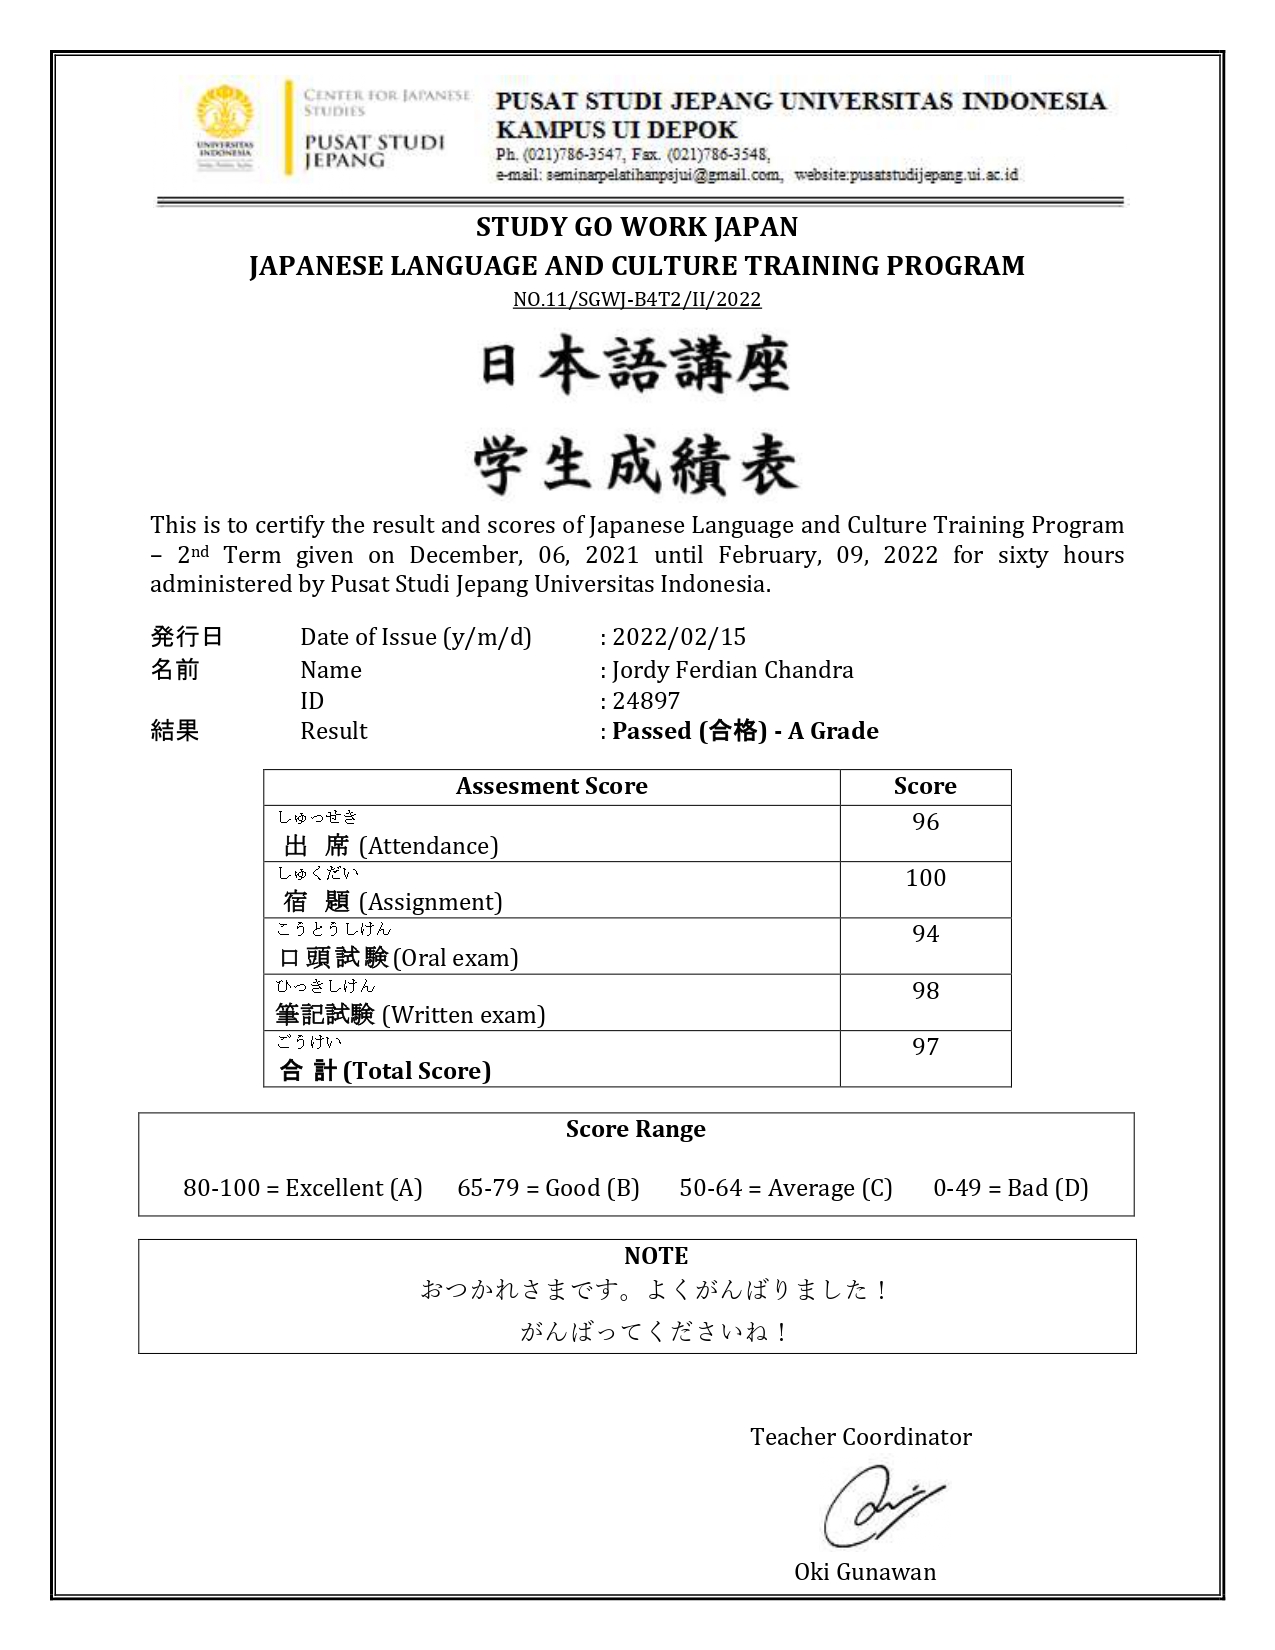 UNIVERSITAS
INDONESIA
CENTER FOR JAPANESE
STUDIES
PUSAT STUDI
JEPANG
PUSAT STUDI JEPANG UNIVERSITAS INDONESIA
KAMPUS UI DEPOK
Ph. (021)786-3547, Fax. (021)786-3548,
e-mail: seminarpelatihanpsjui@gmail.com, website:pusatstudijepang.ui.ac.id
STUDY GO WORK JAPAN
JAPANESE LANGUAGE AND CULTURE TRAINING PROGRAM
NO.11/SGWJ-B4T2/II/2022
日本語講座
学生成績表
This is to certify the result and scores of Japanese Language and Culture Training Program
– 2nd Term given on December, 06, 2021 until February, 09, 2022 for sixty hours
administered by Pusat Studi Jepang Universitas Indonesia.
発行日 Date of Issue (y/m/d) : 2022/02/15
名前 Name : Jordy Ferdian Chandra
ID : 24897
結果 Result : Passed (合格) - A Grade
Assesment Score Score
しゅっせき
出席 (Attendance) 96
しゅくだい
宿題 (Assignment) 100
こうとうしけん
口頭試験 (Oral exam) 94
ひっきしけん
筆記試験 (Written exam) 98
ごうけい
合計 (Total Score) 97
Score Range
80-100 = Excellent (A) 65-79 = Good (B) 50-64 = Average (C) 0-49 = Bad (D)
NOTE
おつかれさまです。よくがんばりました！
がんばってくださいね！
Teacher Coordinator
Oki Gunawan